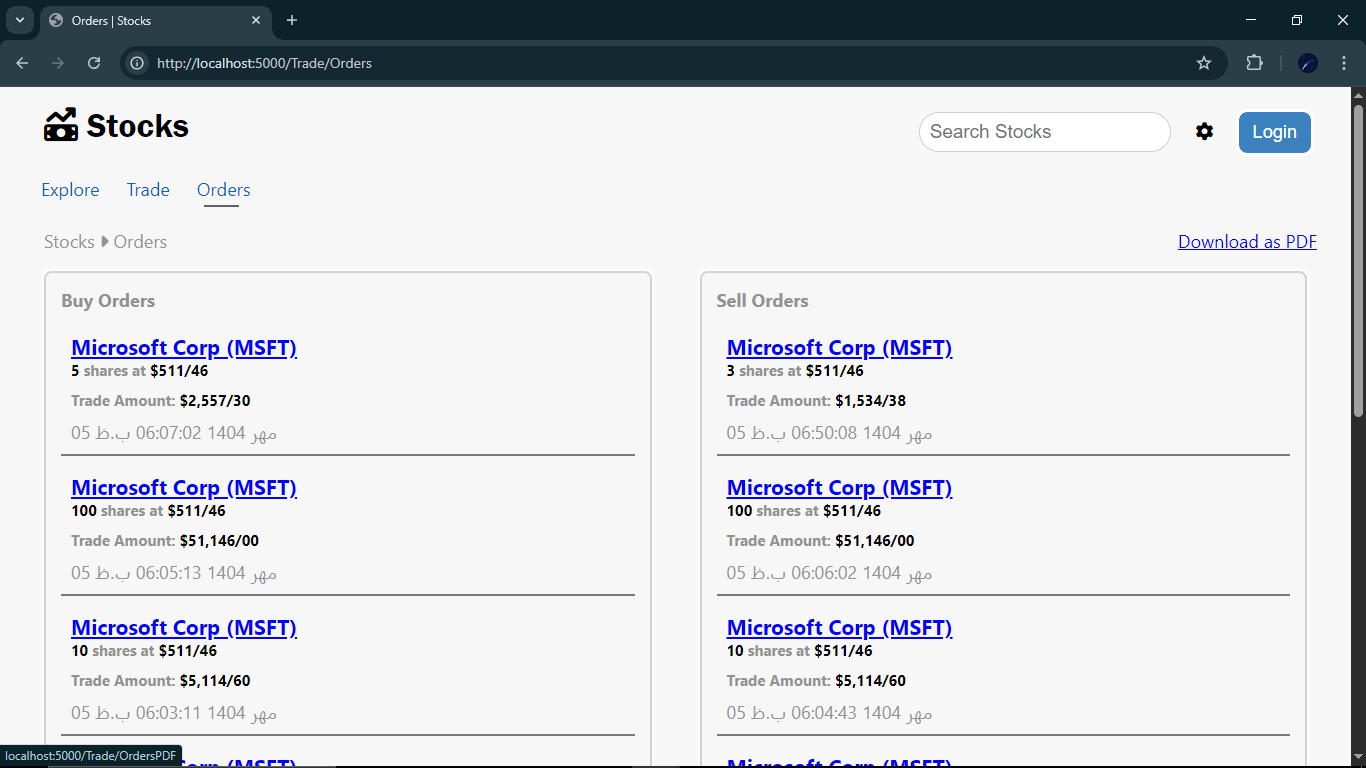 Orders | Stocks
http://localhost:5000/Trade/Orders
Stocks
Search Stocks
Login
Explore Trade Orders
Stocks Orders
Download as PDF
Buy Orders
Microsoft Corp (MSFT)
5 shares at $511/46
Trade Amount: $2,557/30
05 مهر 1404 06:07:02 ب.ظ
Microsoft Corp (MSFT)
100 shares at $511/46
Trade Amount: $51,146/00
05 مهر 1404 06:05:13 ب.ظ
Microsoft Corp (MSFT)
10 shares at $511/46
Trade Amount: $5,114/60
05 مهر 1404 06:03:11 ب.ظ
Sell Orders
Microsoft Corp (MSFT)
3 shares at $511/46
Trade Amount: $1,534/38
05 مهر 1404 06:50:08 ب.ظ
Microsoft Corp (MSFT)
100 shares at $511/46
Trade Amount: $51,146/00
05 مهر 1404 06:06:02 ب.ظ
Microsoft Corp (MSFT)
10 shares at $511/46
Trade Amount: $5,114/60
05 مهر 1404 06:04:43 ب.ظ
Microsoft Corp (MSFT)
localhost:5000/Trade/OrdersPDF